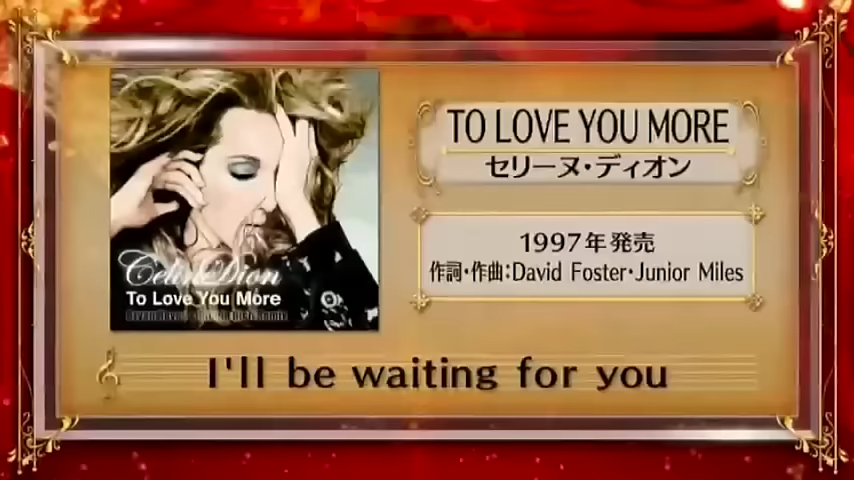 TO LOVE YOU MORE
セリーヌ・ディオン
1997年発売
作詞・作曲:David Foster・Junior Miles
Celine Dion
To Love You More
I'll be waiting for you